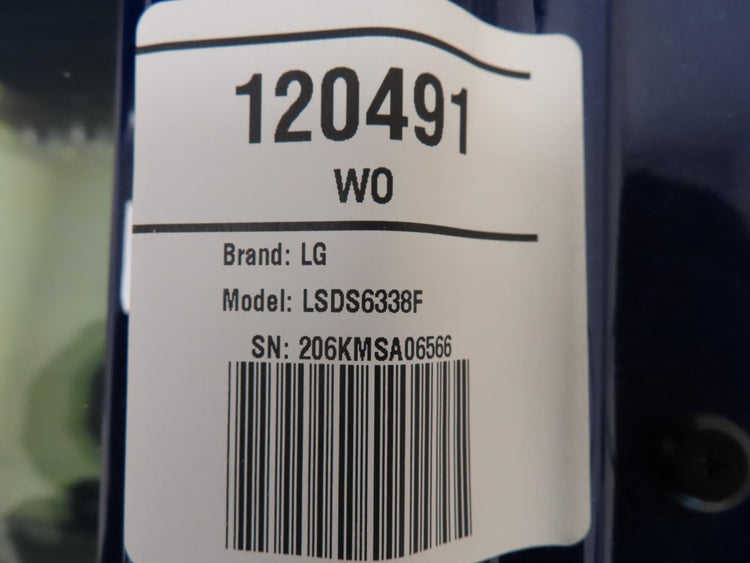 120491
WO
Brand: LG
Model: LSDS6338F
SN: 206KMSA06566